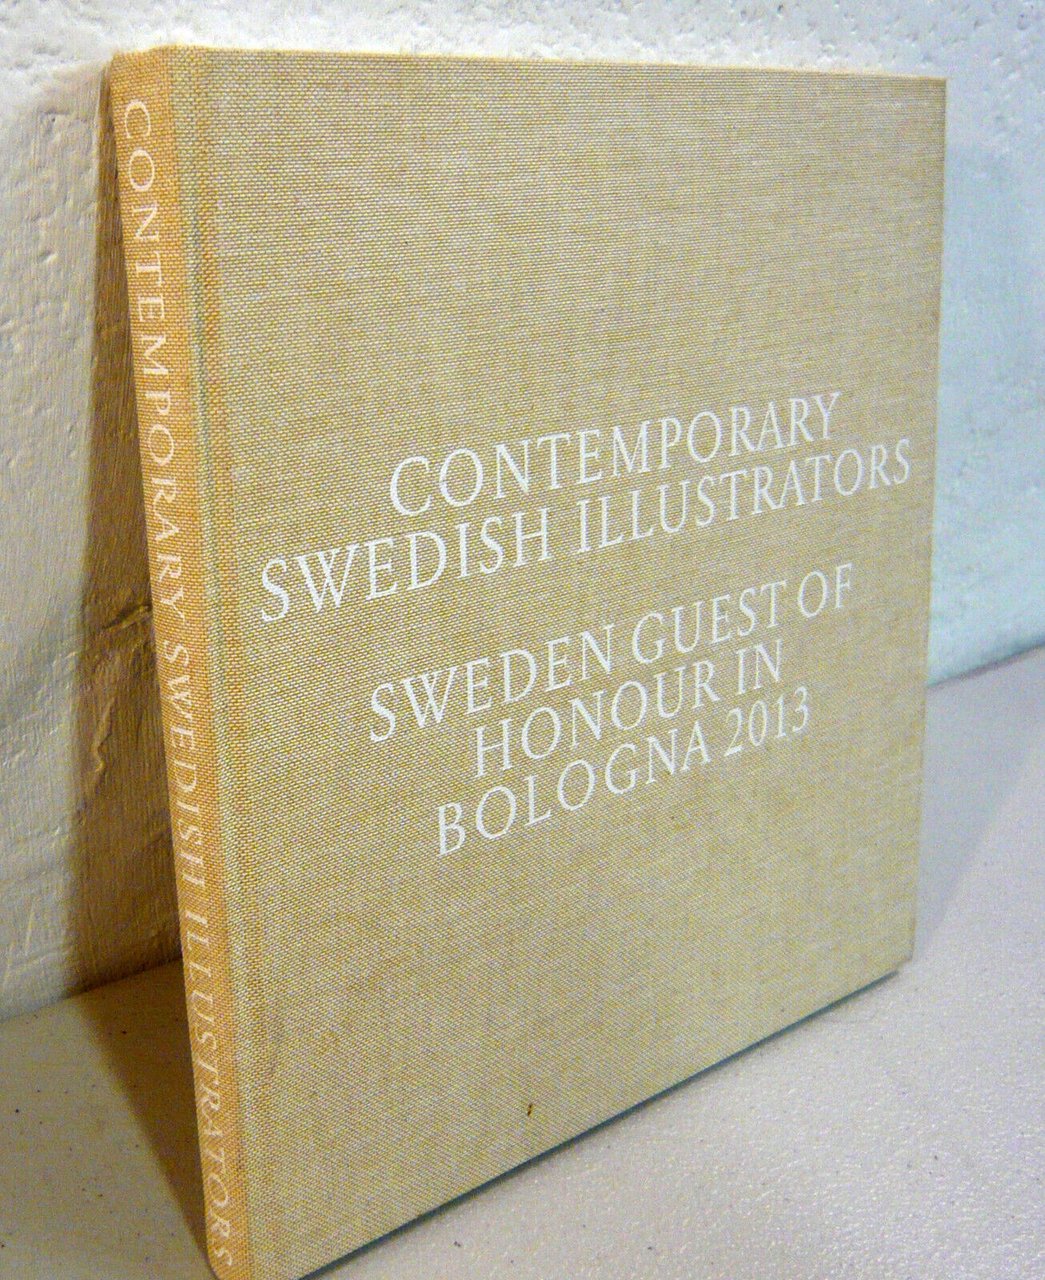 CONTEMPORARY SWEDISH ILLUSTRATORS
CONTEMPORARY
SWEDISH ILLUSTRATORS
SWEDEN GUEST OF
HONOUR IN
BOLOGNA 2013